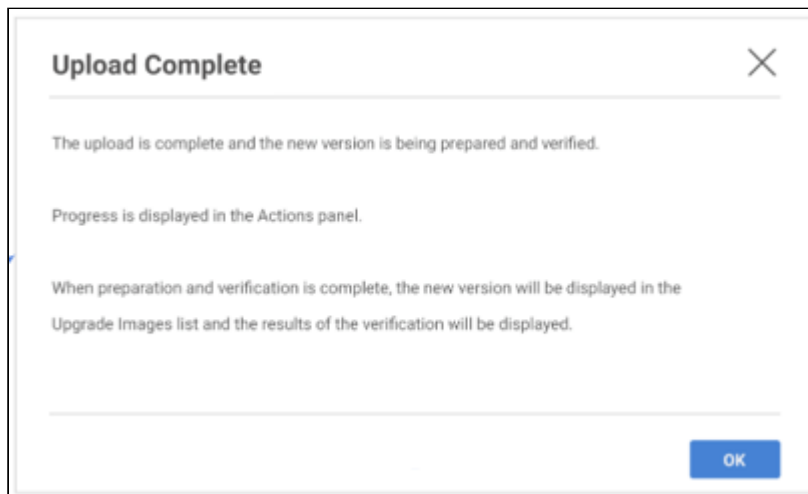 Upload Complete
The upload is complete and the new version is being prepared and verified.
Progress is displayed in the Actions panel.
When preparation and verification is complete, the new version will be displayed in the
Upgrade Images list and the results of the verification will be displayed.
OK